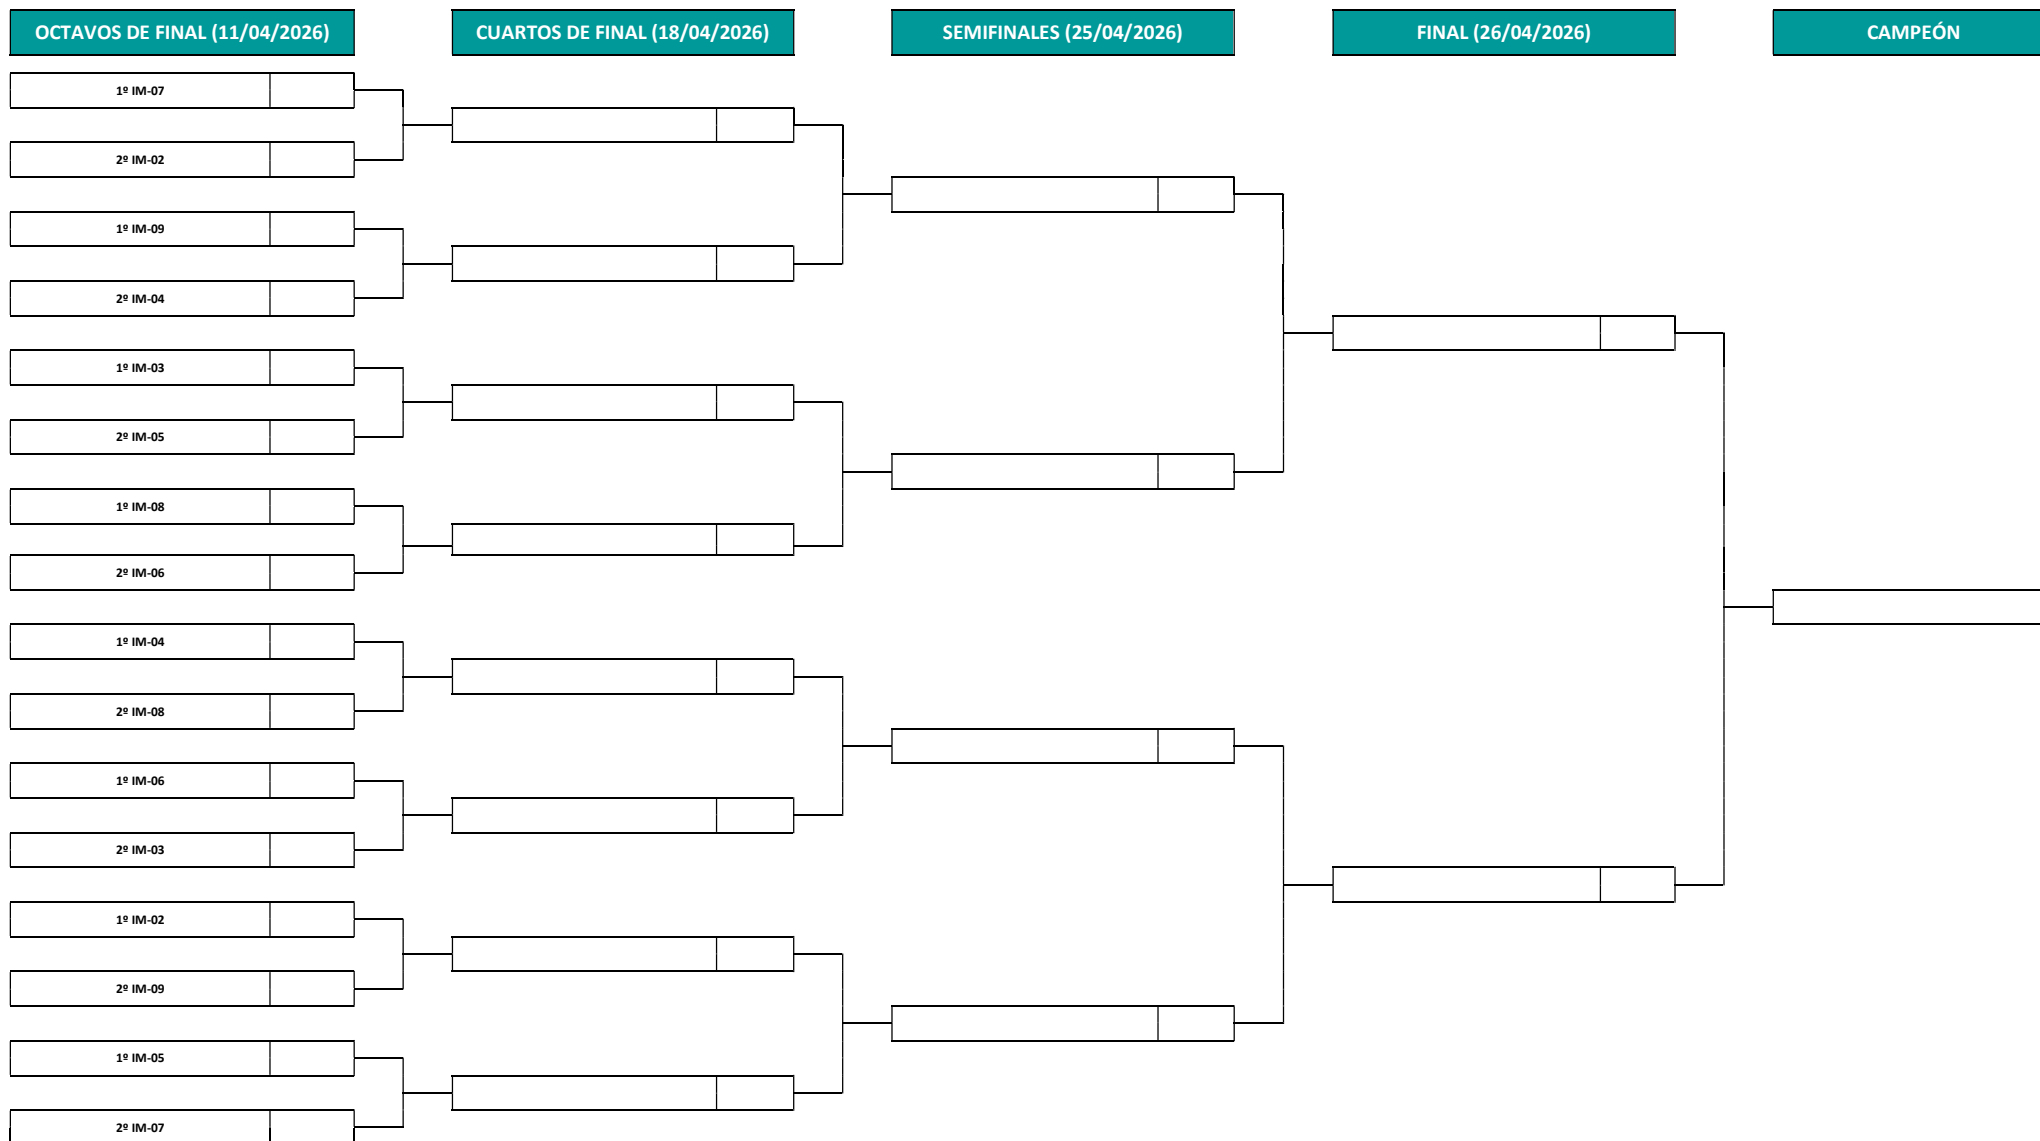 OCTAVOS DE FINAL (11/04/2026)
CUARTOS DE FINAL (18/04/2026)
SEMIFINALES (25/04/2026)
FINAL (26/04/2026)
CAMPEÓN
1º IM-07
2º IM-02
1º IM-09
2º IM-04
1º IM-03
2º IM-05
1º IM-08
2º IM-06
1º IM-04
2º IM-08
1º IM-06
2º IM-03
1º IM-02
2º IM-09
1º IM-05
2º IM-07